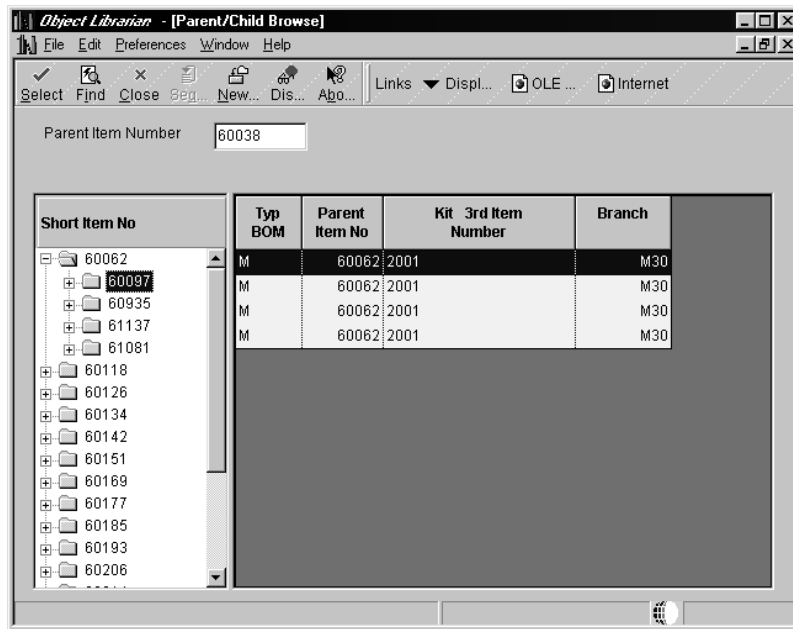 Object Librarian - [Parent/Child Browse]
File Edit Preferences Window Help
Select Find Close Seq... New... Dis... Abo... Links Displ... OLE ... Internet
Parent Item Number 60038
Short Item No
Typ BOM Parent Item No Kit 3rd Item Number Branch
60062
60097
60935
61137
61081
60118
60126
60134
60142
60151
60169
60177
60185
60193
60206
M 60062 2001 M30
M 60062 2001 M30
M 60062 2001 M30
M 60062 2001 M30